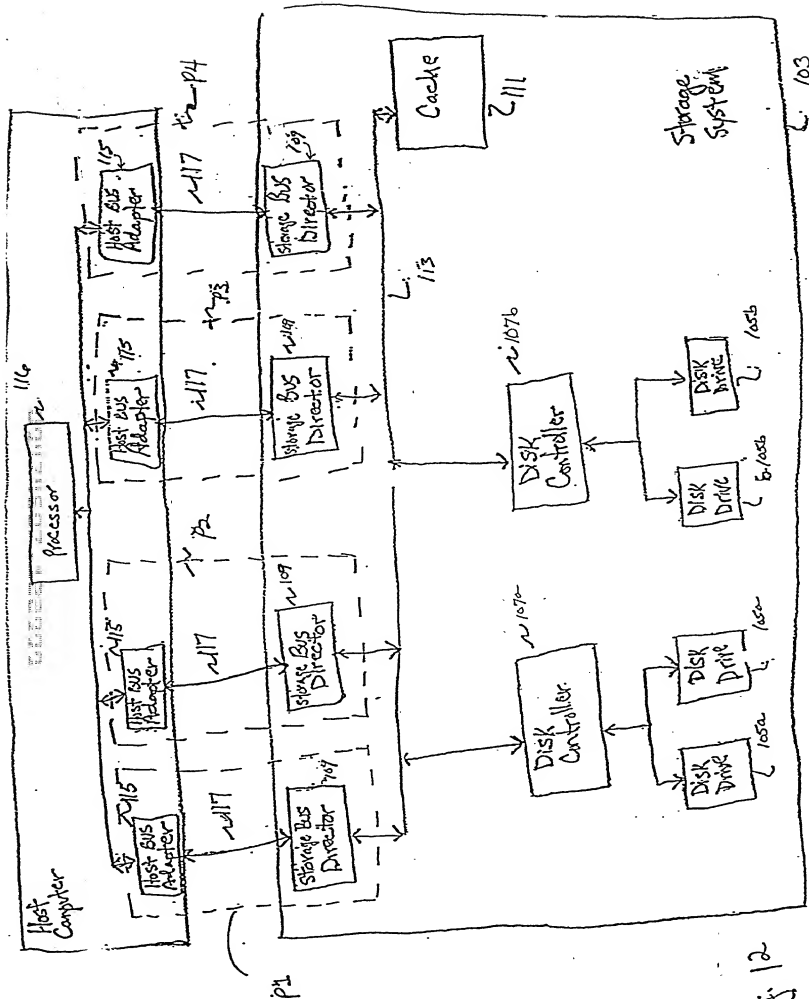 Host
Computer
Processor
116
Host Bus
Adapter
115
Host Bus
Adapter
115
Host Bus
Adapter
115
Host Bus
Adapter
115
P1
P2
P3
P4
117
117
117
117
Storage Bus
Director
109
Storage Bus
Director
109
Storage Bus
Director
109
Storage Bus
Director
109
113
Cache
111
Disk
Controller
107a
Disk
Controller
107b
Disk
Drive
105a
Disk
Drive
105a
Disk
Drive
105b
Disk
Drive
105b
Storage
System
103
12